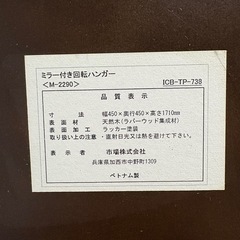 ミラー付き回転ハンガー
<M-2290> ICB-TP-738
品質表示
寸法 : 幅450×奥行450×高さ1710mm
表面材 : 天然木(ラバーウッド集成材)
表面加工 : ラッカー塗装
取り扱い上の注意 : 直射日光又は熱を避けて下さい。
表示者 : 市場株式会社
兵庫県加西市中野町1309
ベトナム製